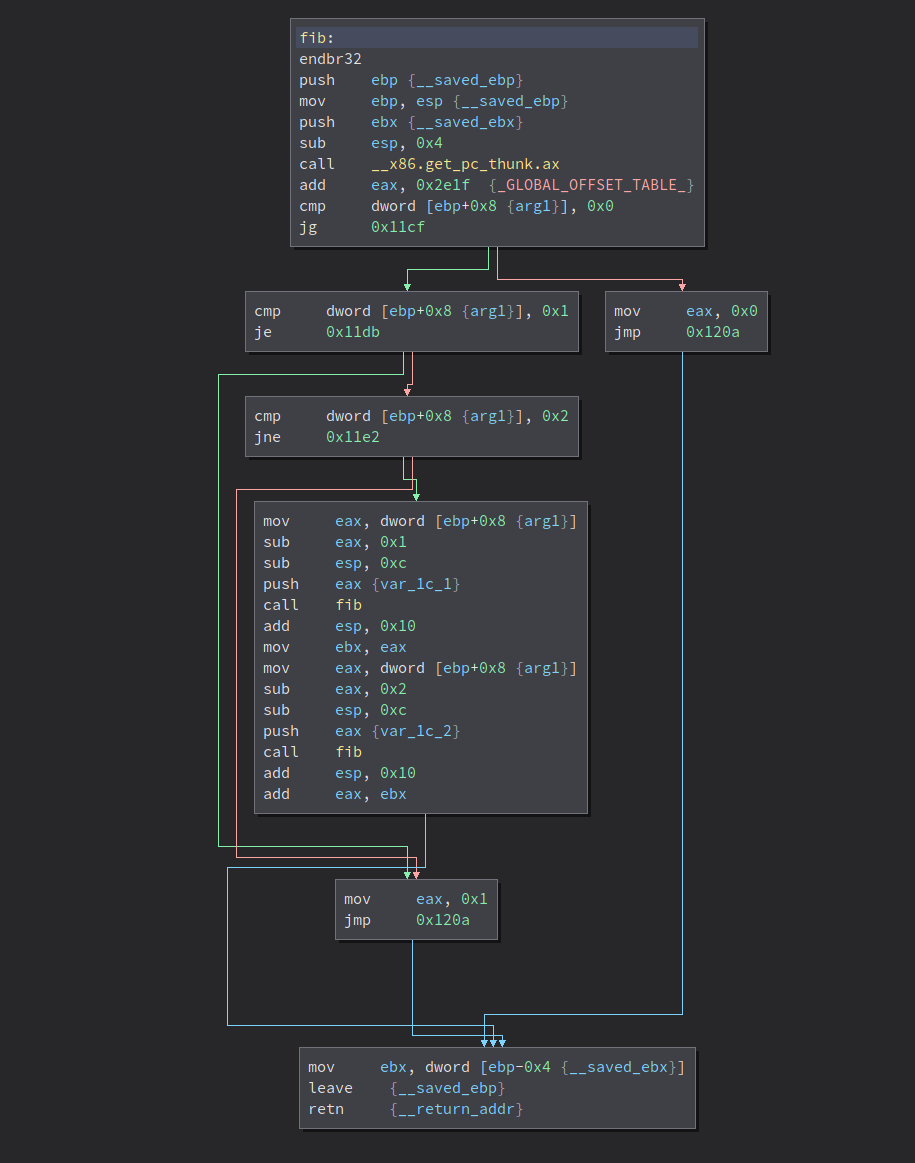 fib:
endbr32
push ebp {__saved_ebp}
mov ebp, esp {__saved_ebp}
push ebx {__saved_ebx}
sub esp, 0x4
call __x86.get_pc_thunk.ax
add eax, 0x2e1f {_GLOBAL_OFFSET_TABLE_}
cmp dword [ebp+0x8 {arg1}], 0x0
jg 0x11cf
cmp dword [ebp+0x8 {arg1}], 0x1
je 0x11db
mov eax, 0x0
jmp 0x120a
cmp dword [ebp+0x8 {arg1}], 0x2
jne 0x11e2
mov eax, dword [ebp+0x8 {arg1}]
sub eax, 0x1
sub esp, 0xc
push eax {var_1c_1}
call fib
add esp, 0x10
mov ebx, eax
mov eax, dword [ebp+0x8 {arg1}]
sub eax, 0x2
sub esp, 0xc
push eax {var_1c_2}
call fib
add esp, 0x10
add eax, ebx
mov eax, 0x1
jmp 0x120a
mov ebx, dword [ebp-0x4 {__saved_ebx}]
leave {__saved_ebp}
retn {__return_addr}